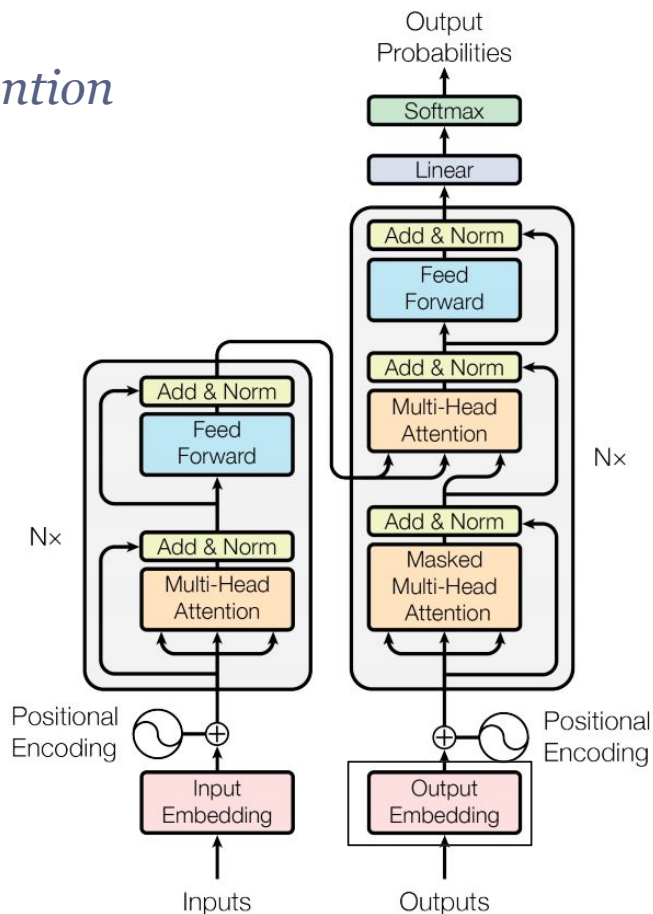 ntion
Output
Probabilities
Softmax
Linear
Add & Norm
Feed
Forward
Add & Norm
Multi-Head
Attention
Add & Norm
Masked
Multi-Head
Attention
Nx
Add & Norm
Feed
Forward
Add & Norm
Multi-Head
Attention
Nx
Positional
Encoding
Positional
Encoding
Input
Embedding
Output
Embedding
Inputs
Outputs